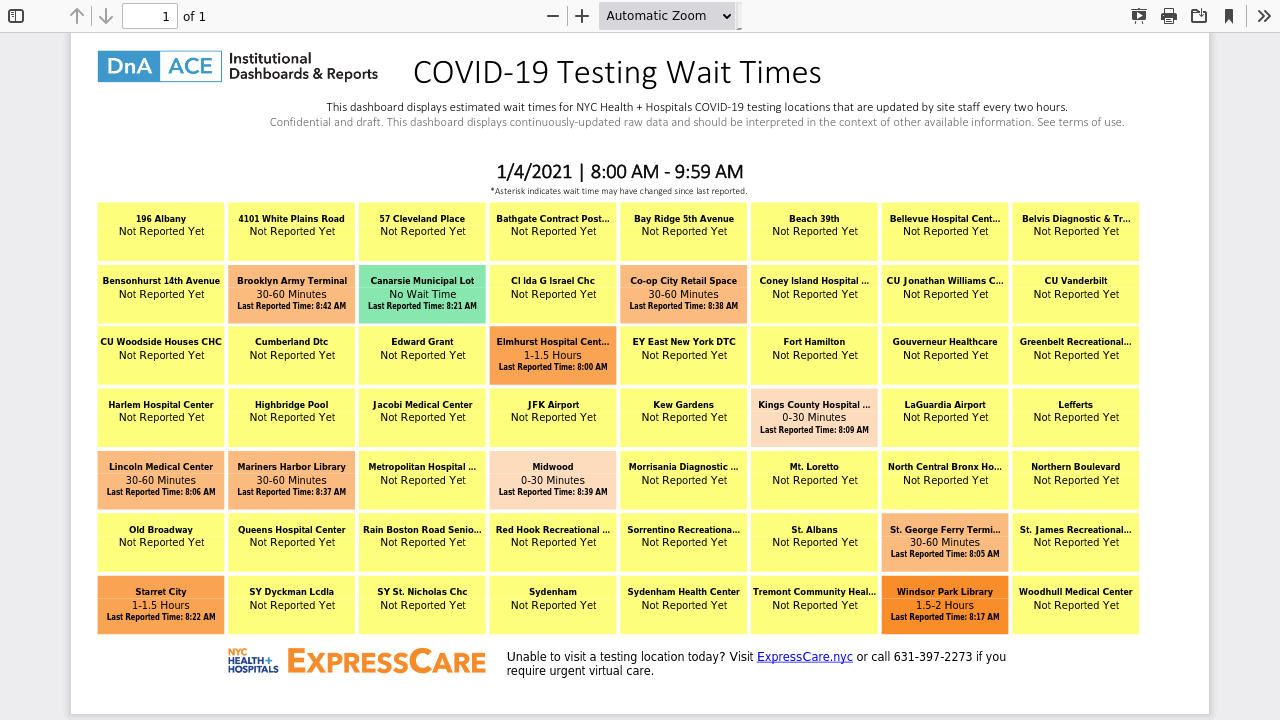 1 of 1 Automatic Zoom
DnA ACE Institutional
Dashboards & Reports
COVID-19 Testing Wait Times
This dashboard displays estimated wait times for NYC Health + Hospitals COVID-19 testing locations that are updated by site staff every two hours.
Confidential and draft. This dashboard displays continuously-updated raw data and should be interpreted in the context of other available information. See terms of use.
1/4/2021 | 8:00 AM - 9:59 AM
*Asterisk indicates wait time may have changed since last reported.
196 Albany
Not Reported Yet
4101 White Plains Road
Not Reported Yet
57 Cleveland Place
Not Reported Yet
Bathgate Contract Post...
Not Reported Yet
Bay Ridge 5th Avenue
Not Reported Yet
Beach 39th
Not Reported Yet
Bellevue Hospital Cent...
Not Reported Yet
Belvis Diagnostic & Tr...
Not Reported Yet
Bensonhurst 14th Avenue
Not Reported Yet
Brooklyn Army Terminal
30-60 Minutes
Last Reported Time: 8:42 AM
Canarsie Municipal Lot
No Wait Time
Last Reported Time: 8:21 AM
Cl Ida G Israel Chc
Not Reported Yet
Co-op City Retail Space
30-60 Minutes
Last Reported Time: 8:38 AM
Coney Island Hospital ...
Not Reported Yet
CU Jonathan Williams C...
Not Reported Yet
CU Vanderbilt
Not Reported Yet
CU Woodside Houses CHC
Not Reported Yet
Cumberland Dtc
Not Reported Yet
Edward Grant
Not Reported Yet
Elmhurst Hospital Cent...
1-1.5 Hours
Last Reported Time: 8:00 AM
EY East New York DTC
Not Reported Yet
Fort Hamilton
Not Reported Yet
Gouverneur Healthcare
Not Reported Yet
Greenbelt Recreational...
Not Reported Yet
Harlem Hospital Center
Not Reported Yet
Highbridge Pool
Not Reported Yet
Jacobi Medical Center
Not Reported Yet
JFK Airport
Not Reported Yet
Kew Gardens
Not Reported Yet
Kings County Hospital ...
0-30 Minutes
Last Reported Time: 8:09 AM
LaGuardia Airport
Not Reported Yet
Lefferts
Not Reported Yet
Lincoln Medical Center
30-60 Minutes
Last Reported Time: 8:06 AM
Mariners Harbor Library
30-60 Minutes
Last Reported Time: 8:37 AM
Metropolitan Hospital ...
Not Reported Yet
Midwood
0-30 Minutes
Last Reported Time: 8:39 AM
Morrisania Diagnostic ...
Not Reported Yet
Mt. Loretto
Not Reported Yet
North Central Bronx Ho...
Not Reported Yet
Northern Boulevard
Not Reported Yet
Old Broadway
Not Reported Yet
Queens Hospital Center
Not Reported Yet
Rain Boston Road Senio...
Not Reported Yet
Red Hook Recreational ...
Not Reported Yet
Sorrentino Recreationa...
Not Reported Yet
St. Albans
Not Reported Yet
St. George Ferry Termi...
30-60 Minutes
Last Reported Time: 8:05 AM
St. James Recreational...
Not Reported Yet
Starret City
1-1.5 Hours
Last Reported Time: 8:22 AM
SY Dyckman Lcdla
Not Reported Yet
SY St. Nicholas Chc
Not Reported Yet
Sydenham
Not Reported Yet
Sydenham Health Center
Not Reported Yet
Tremont Community Heal...
Not Reported Yet
Windsor Park Library
1.5-2 Hours
Last Reported Time: 8:17 AM
Woodhull Medical Center
Not Reported Yet
NYC
HEALTH+
HOSPITALS
EXPRESSCARE
Unable to visit a testing location today? Visit ExpressCare.nyc or call 631-397-2273 if you
require urgent virtual care.